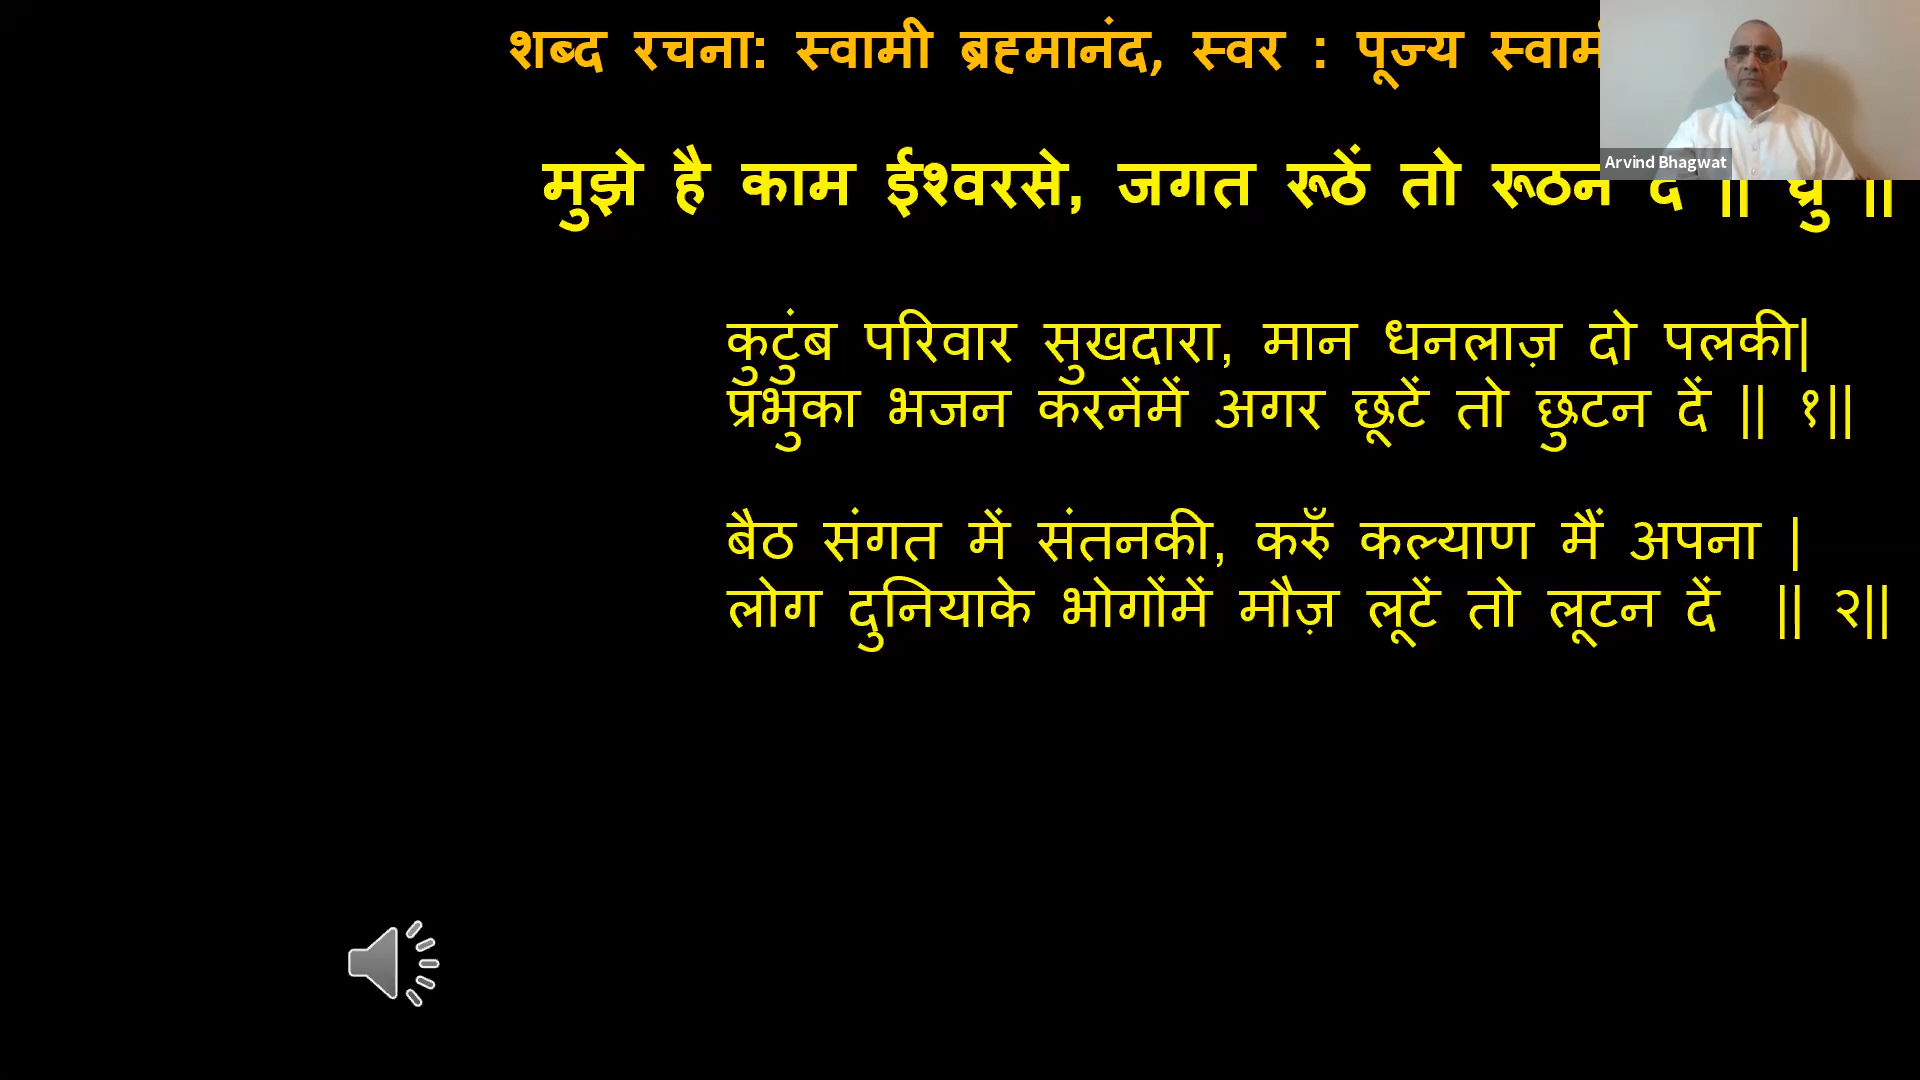 शब्द रचना: स्वामी ब्रह्मानंद, स्वर : पूज्य
Arvind Bhagwat
मुझे है काम ईश्वरसे, जगत रूठें तो रूठन || ध्रु ||
कुटुंब परिवार सुखदारा, मान धनलाज़ दो पलकी|
प्रभुका भजन करनेंमें अगर छूटें तो छुटन दें || १||
बैठ संगत में संतनकी, करुँ कल्याण मैं अपना |
लोग दुनियाके भोगोंमें मौज़ लूटें तो लूटन दें || २||